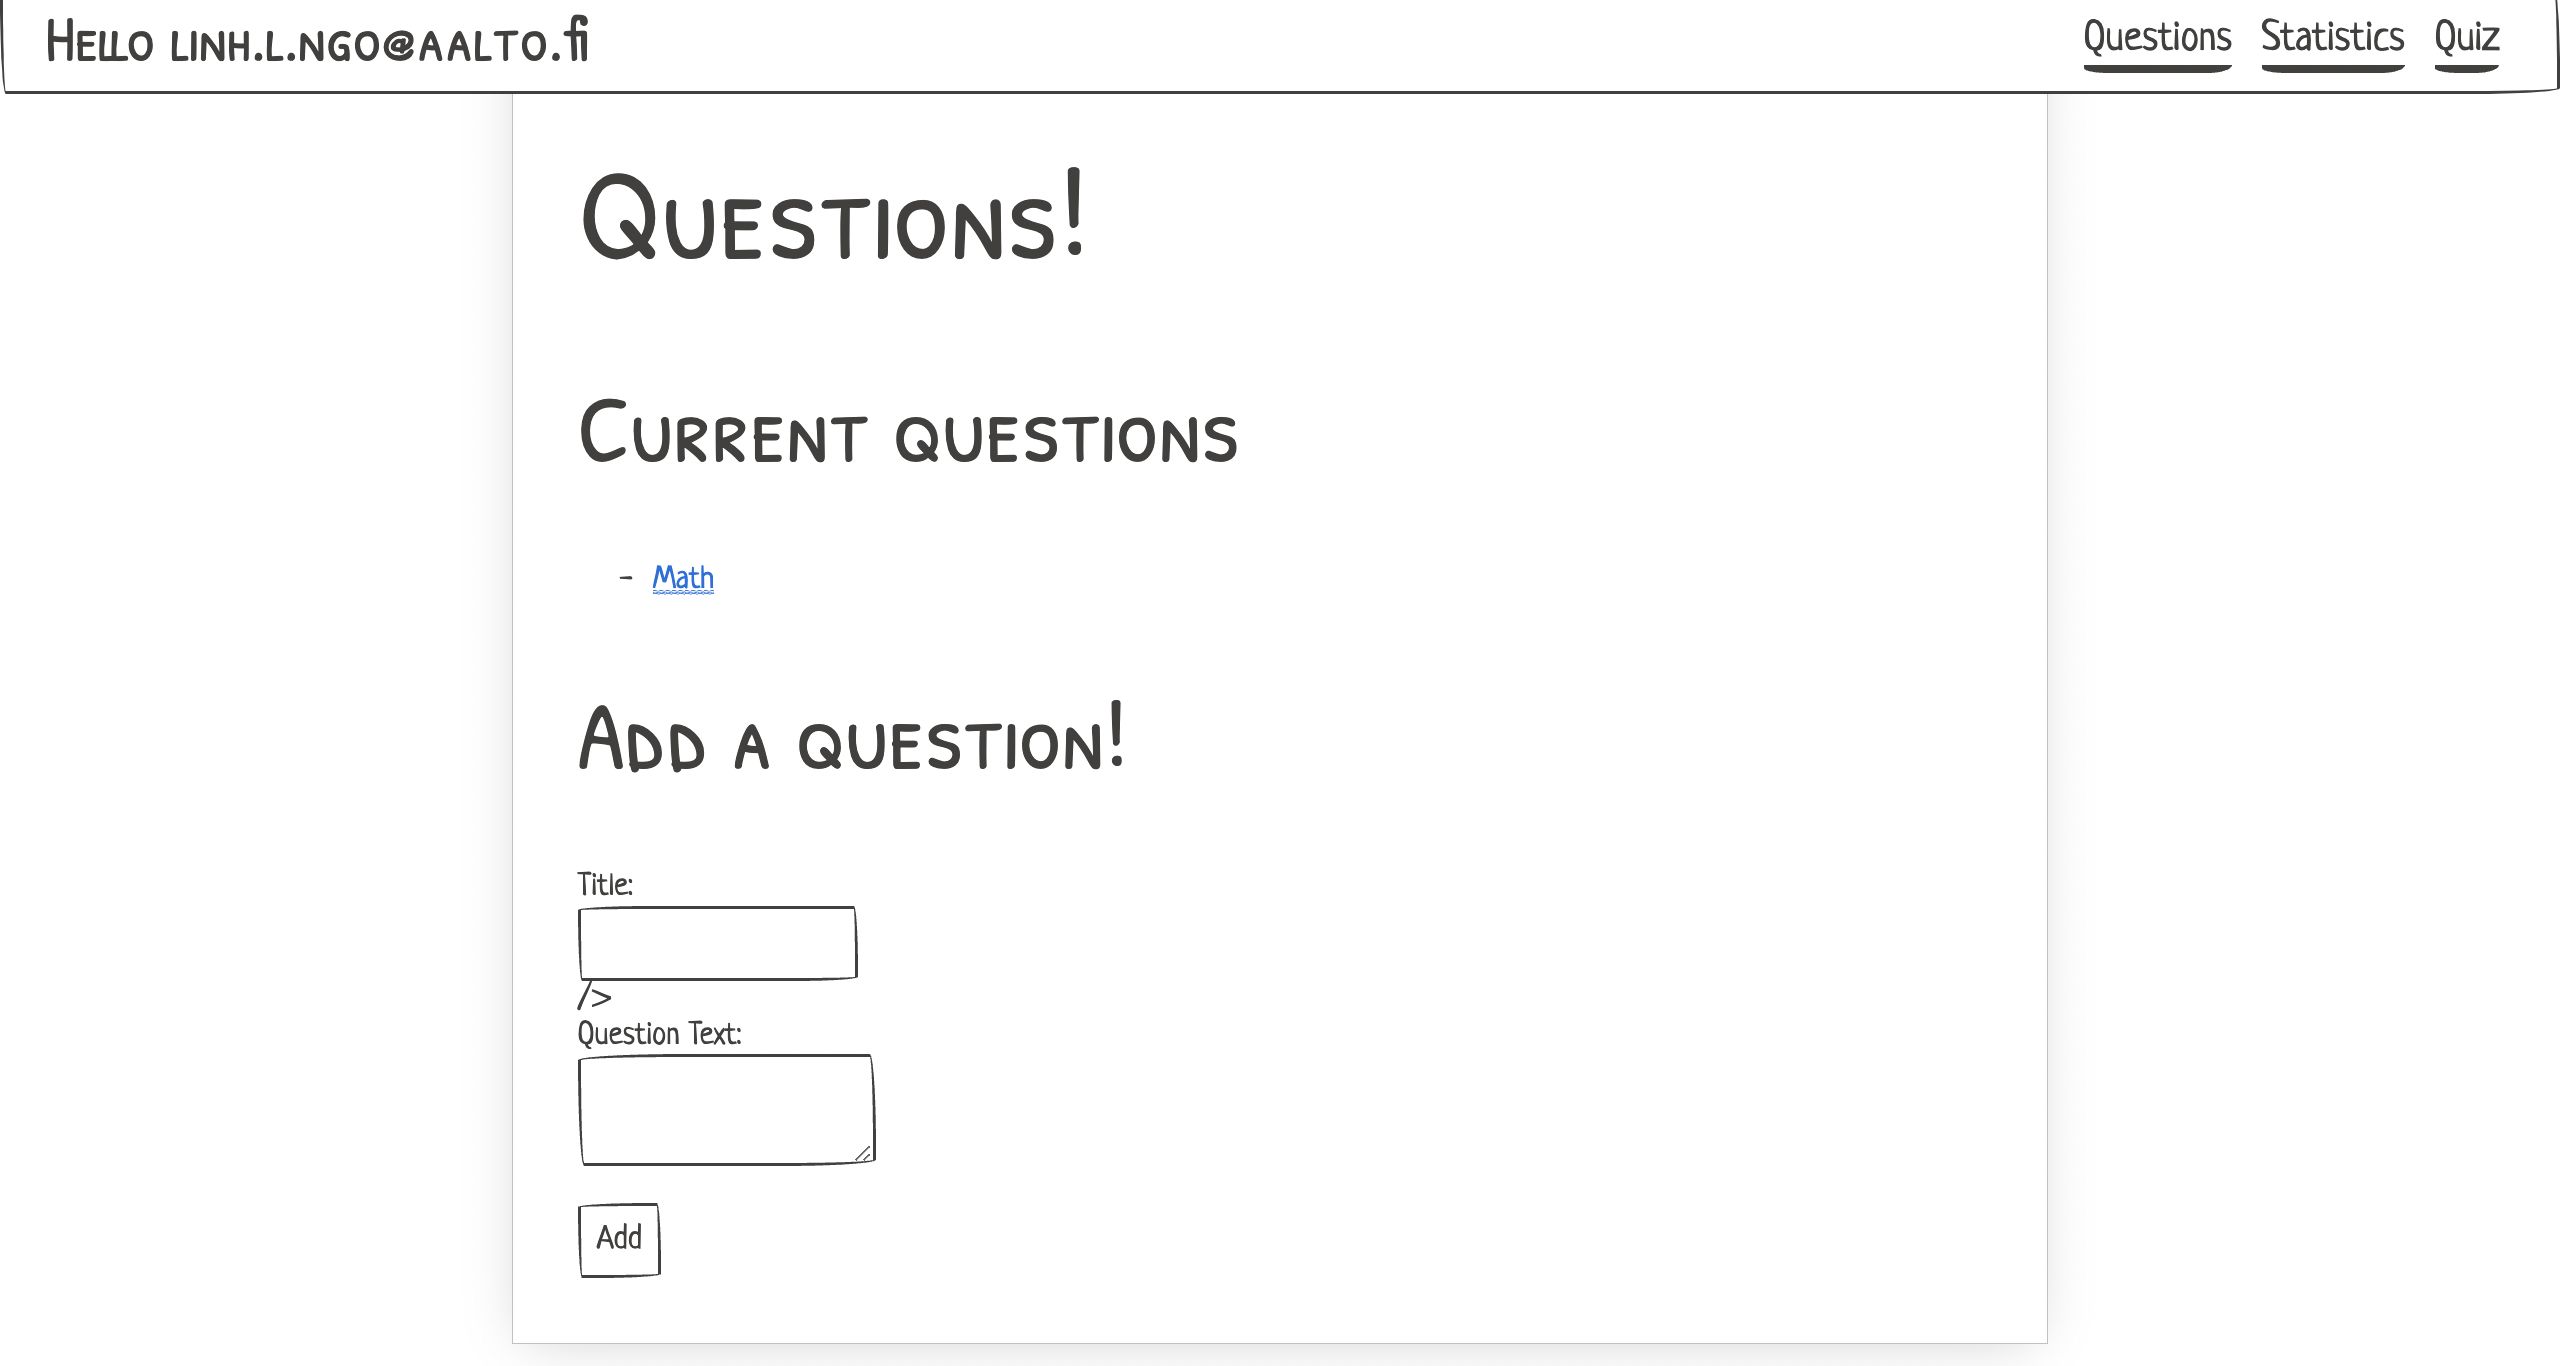 Hello linh.l.ngo@aalto.fi
Questions Statistics Quiz
Questions!
Current questions
- Math
Add a question!
Title:
/>
Question Text:
Add